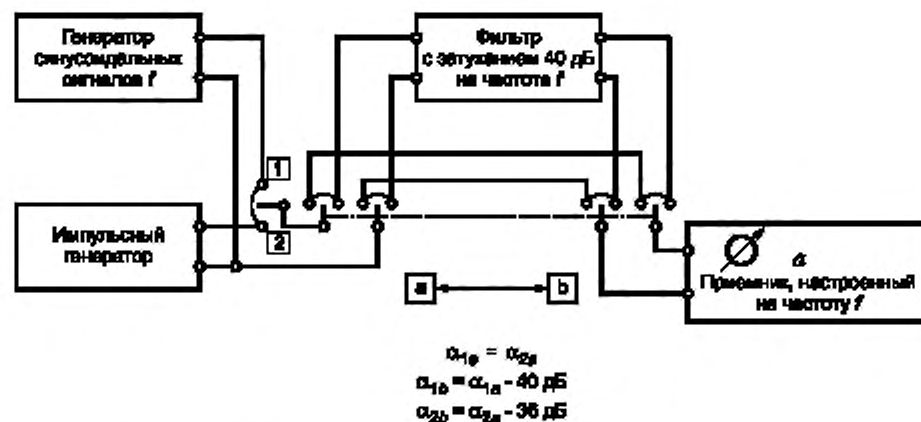 Генератор
синусоидальных
сигналов f
Фильтр
с затуханием 40 дБ
на частоте f
1
2
Импульсный
генератор
a
b
α
Приемник, настроенный
на частоту f
α1a = α2a
α1b = α1a - 40 дБ
α2b = α2a - 36 дБ